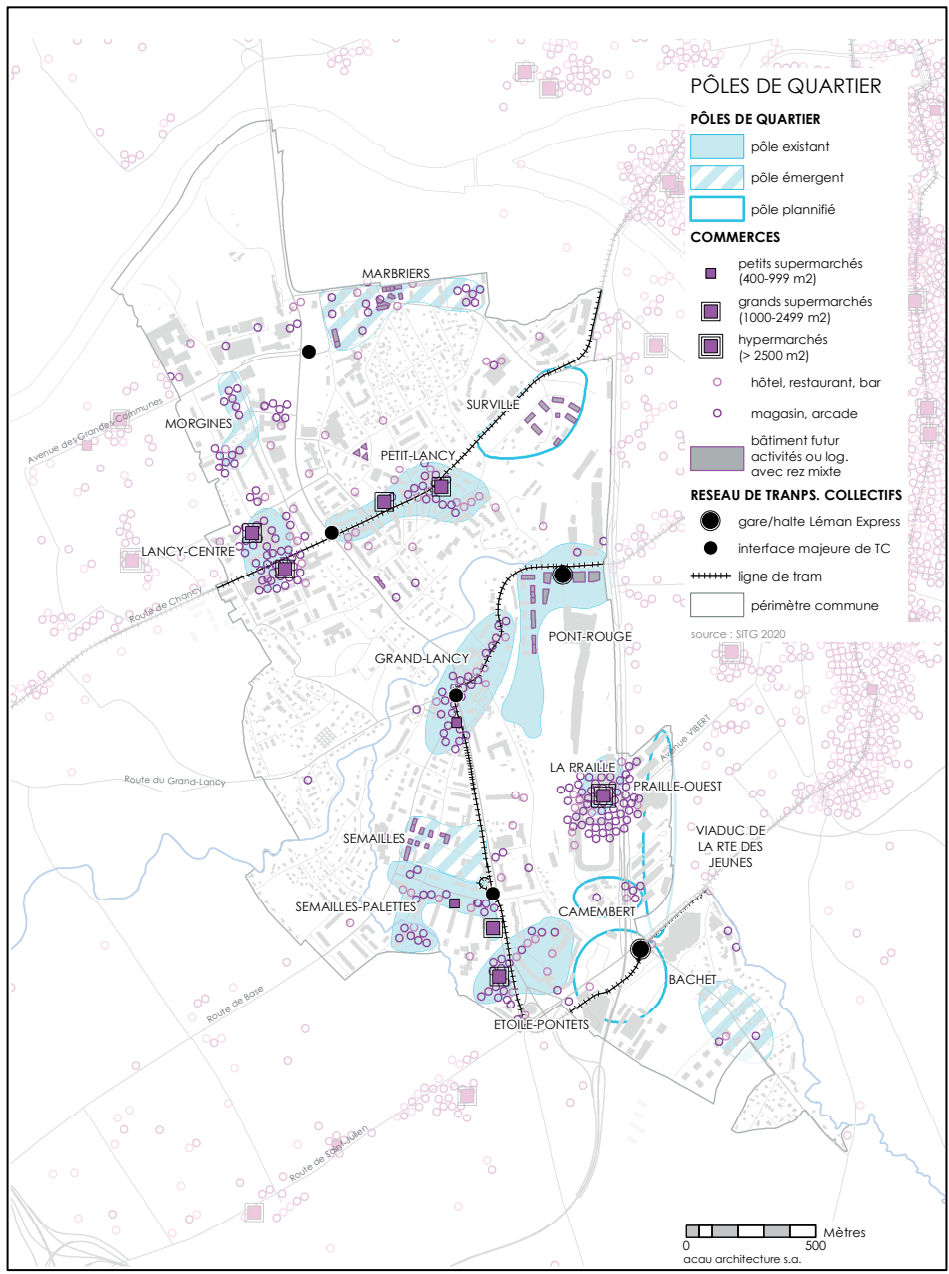 PÔLES DE QUARTIER
PÔLES DE QUARTIER
pôle existant
pôle émergent
pôle plannifié
COMMERCES
petits supermarchés
(400-999 m2)
grands supermarchés
(1000-2499 m2)
hypermarchés
(> 2500 m2)
hôtel, restaurant, bar
magasin, arcade
bâtiment futur
activités ou log.
avec rez mixte
RESEAU DE TRANPS. COLLECTIFS
gare/halte Léman Express
interface majeure de TC
ligne de tram
périmètre commune
source : SITG 2020
MARBRIERS
SURVILLE
MORGINES
Avenue des Grandes Communes
PETIT-LANCY
LANCY-CENTRE
Route de Chancy
PONT-ROUGE
GRAND-LANCY
Avenue VIBERT
Route du Grand-Lancy
LA PRAILLE
PRAILLE-OUEST
VIADUC DE
LA RTE DES
JEUNES
SEMAILLES
SEMAILLES-PALETTES
CAMEMBERT
BACHET
Route de Base
ETOILE-PONTETS
Route de Saint-Julien
Mètres
0
500
acau architecture s.a.